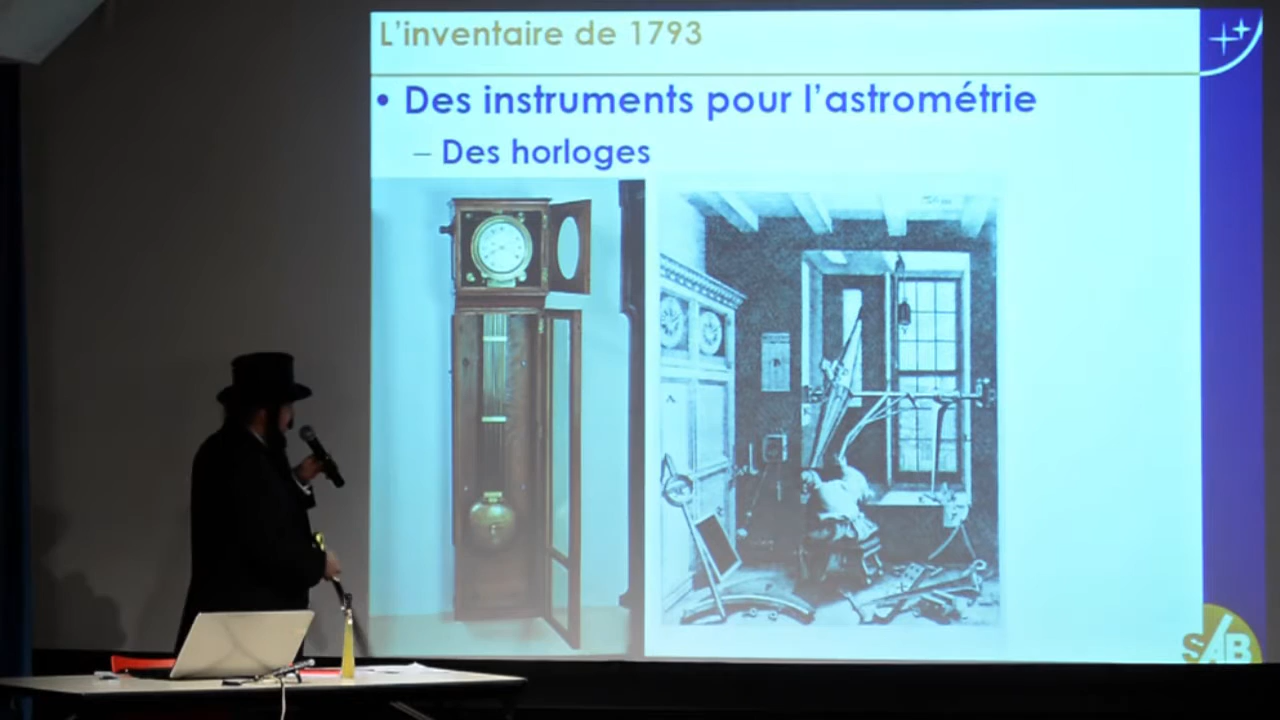 L'inventaire de 1793
• Des instruments pour l'astrométrie
– Des horloges
SAB